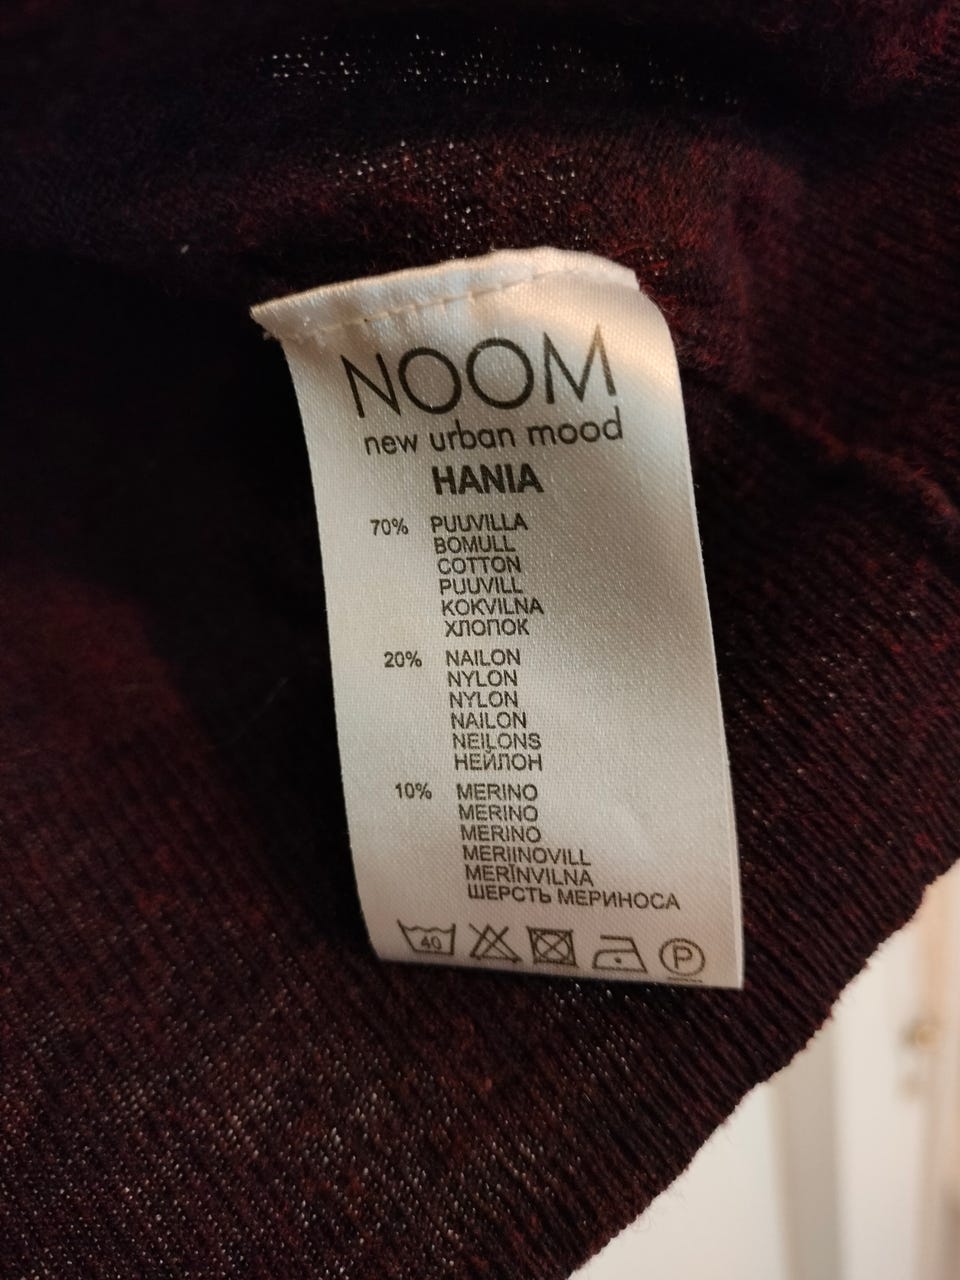 NOOM
new urban mood
HANIA
70% PUUVILLA
BOMULL
COTTON
PUUVILL
KOKVILNA
ХЛОПОК
20% NAILON
NYLON
NYLON
NAILON
NEILONS
НЕЙЛОН
10% MERINO
MERINO
MERINO
MERIINOVILL
MERĪNVILNA
ШЕРСТЬ МЕРИНОСА
40 P